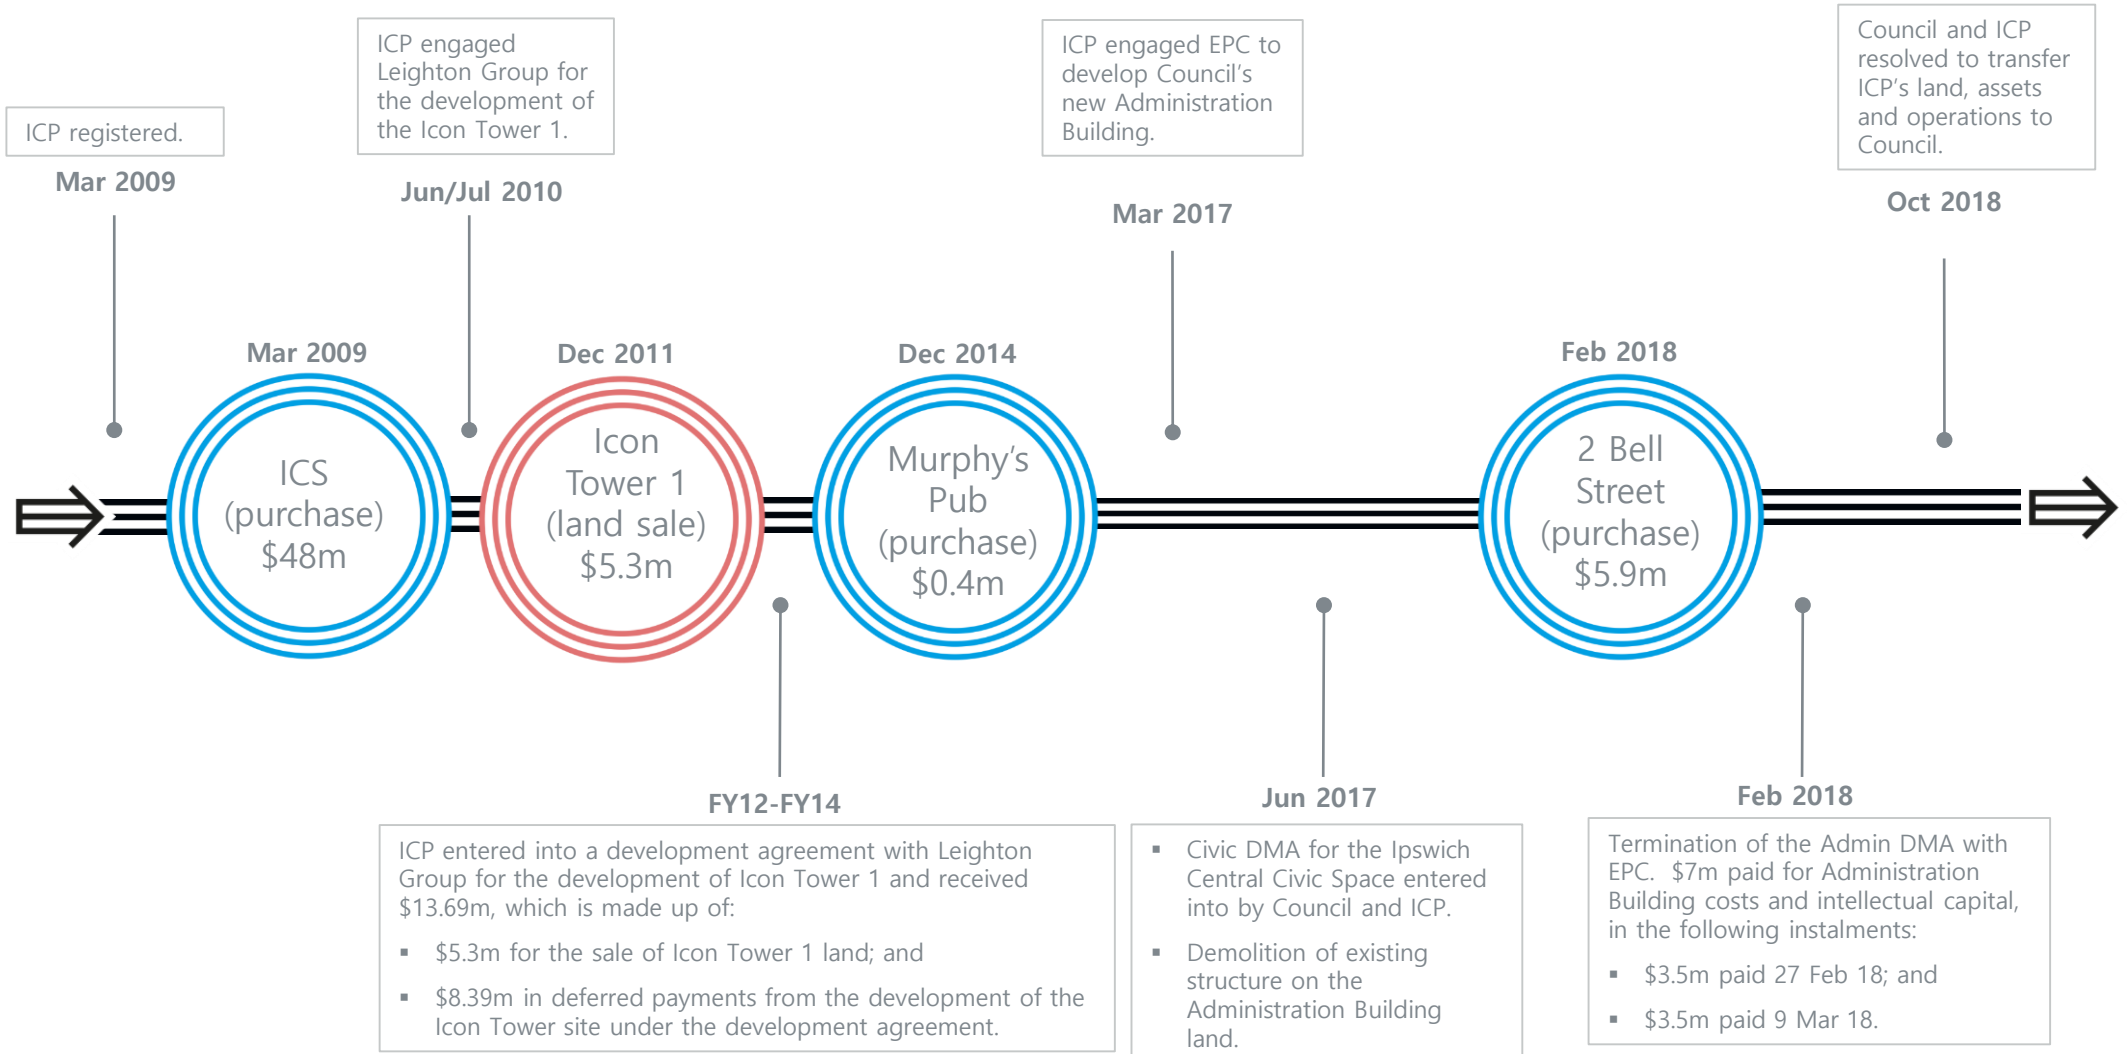 ICP registered.
Mar 2009
ICP engaged
Leighton Group for
the development of
the Icon Tower 1.
Jun/Jul 2010
ICP engaged EPC to
develop Council's
new Administration
Building.
Mar 2017
Council and ICP
resolved to transfer
ICP's land, assets
and operations to
Council.
Oct 2018
Mar 2009
ICS
(purchase)
$48m
Dec 2011
Icon
Tower 1
(land sale)
$5.3m
Dec 2014
Murphy's
Pub
(purchase)
$0.4m
Feb 2018
2 Bell
Street
(purchase)
$5.9m
FY12-FY14
ICP entered into a development agreement with Leighton
Group for the development of Icon Tower 1 and received
$13.69m, which is made up of:
▪ $5.3m for the sale of Icon Tower 1 land; and
▪ $8.39m in deferred payments from the development of the
Icon Tower site under the development agreement.
Jun 2017
▪ Civic DMA for the Ipswich
Central Civic Space entered
into by Council and ICP.
▪ Demolition of existing
structure on the
Administration Building
land.
Feb 2018
Termination of the Admin DMA with
EPC.  $7m paid for Administration
Building costs and intellectual capital,
in the following instalments:
▪ $3.5m paid 27 Feb 18; and
▪ $3.5m paid 9 Mar 18.